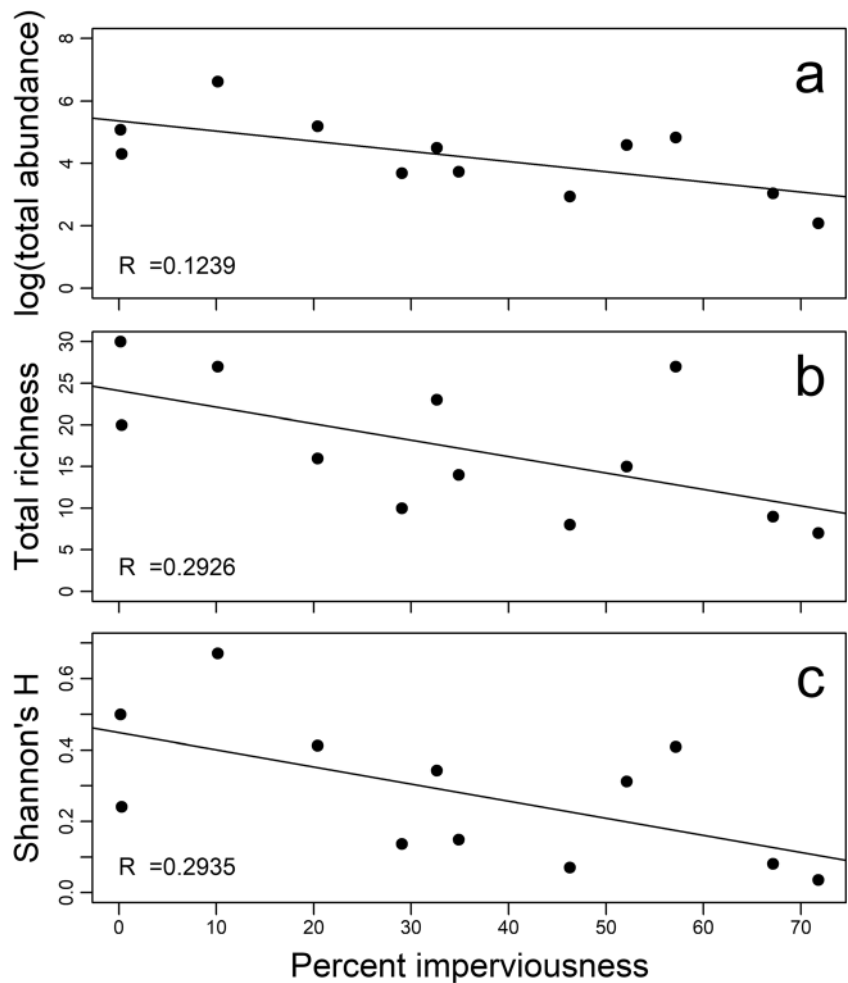 log(total abundance)
8
6
4
2
0
a
R =0.1239
Total richness
30
25
20
15
10
5
0
b
R =0.2926
Shannon's H
0.6
0.4
0.2
0.0
c
R =0.2935
0 10 20 30 40 50 60 70
Percent imperviousness